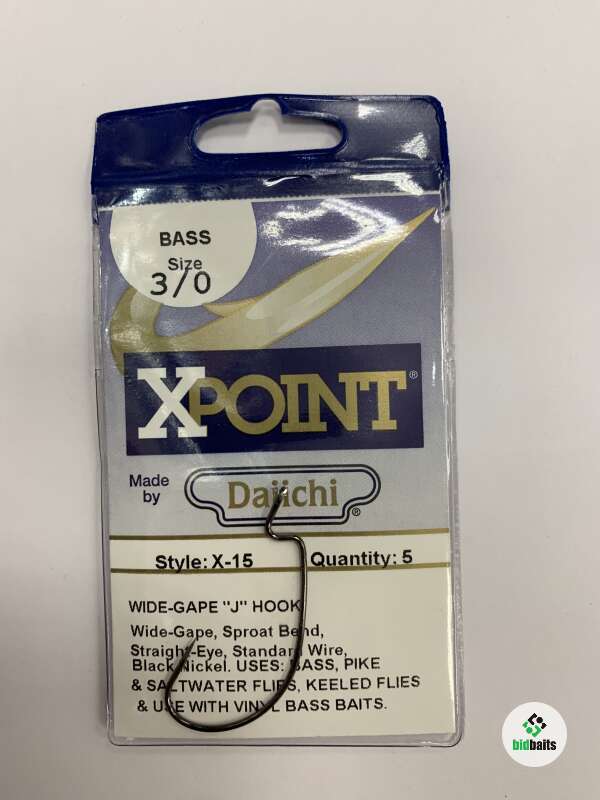 BASS
Size
3/0
XPOINT®
Made
by
Daiichi®
Style: X-15
Quantity: 5
WIDE-GAPE "J" HOOK
Wide-Gape, Sproat Bend,
Straight-Eye, Standard Wire,
Black Nickel. USES: BASS, PIKE
& SALTWATER FLIES, KEELED FLIES
& USE WITH VINYL BASS BAITS.
bidbaits